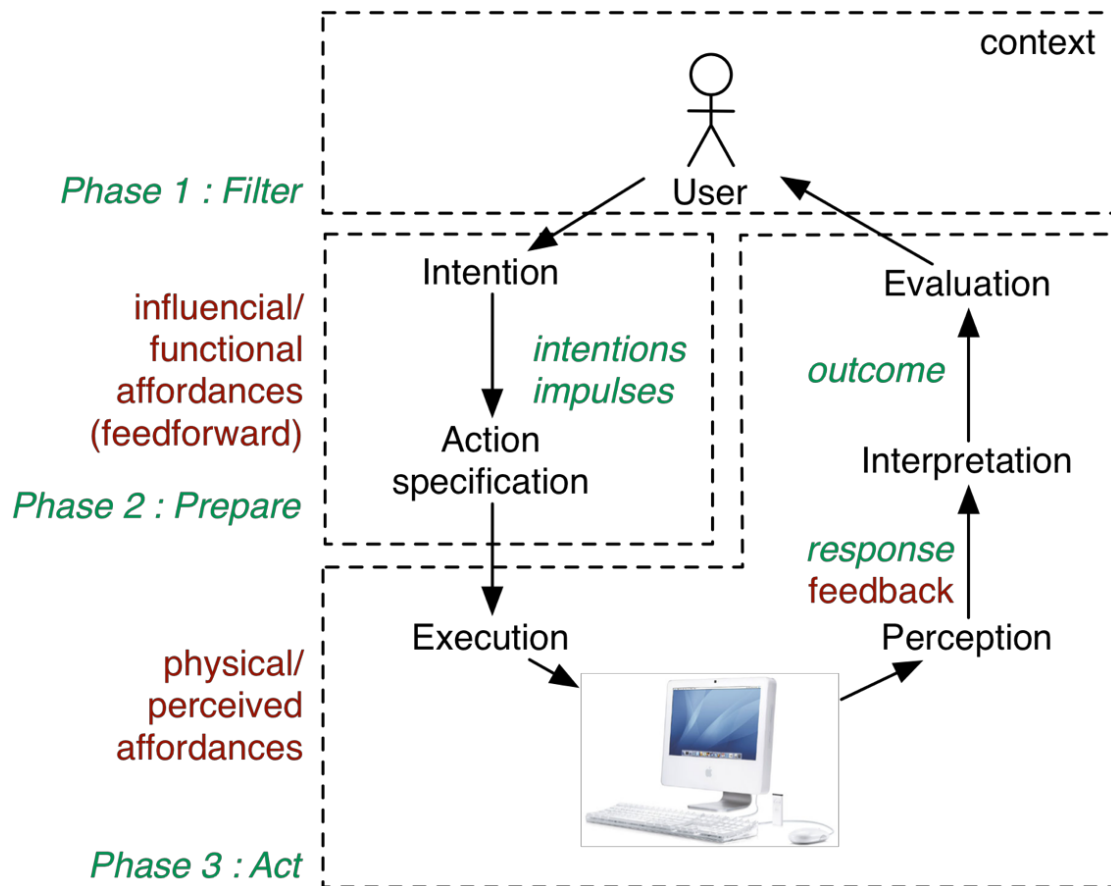 context
User
Phase 1 : Filter
Intention
Evaluation
influencial/
functional
affordances
(feedforward)
intentions
impulses
outcome
Action
specification
Interpretation
Phase 2 : Prepare
response
feedback
Execution
Perception
physical/
perceived
affordances
Phase 3 : Act